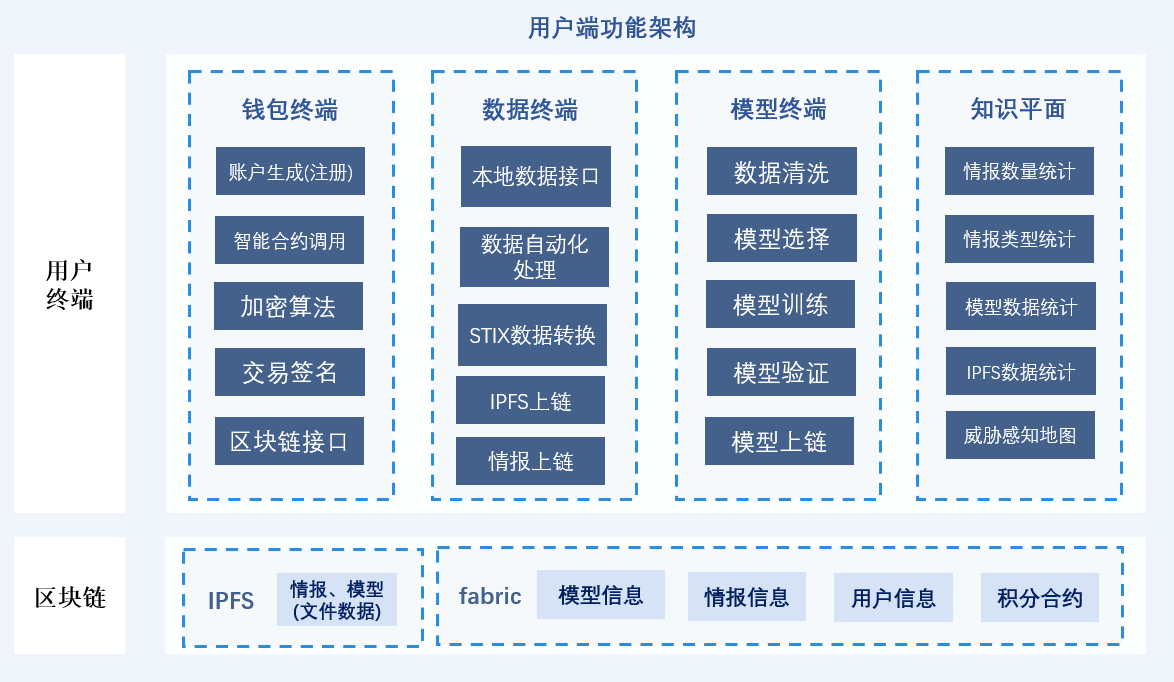 用户端功能架构
用户
终端
钱包终端
账户生成(注册)
智能合约调用
加密算法
交易签名
区块链接口
数据终端
本地数据接口
数据自动化
处理
STIX数据转换
IPFS上链
情报上链
模型终端
数据清洗
模型选择
模型训练
模型验证
模型上链
知识平面
情报数量统计
情报类型统计
模型数据统计
IPFS数据统计
威胁感知地图
区块链
IPFS
情报、模型
(文件数据)
fabric
模型信息
情报信息
用户信息
积分合约